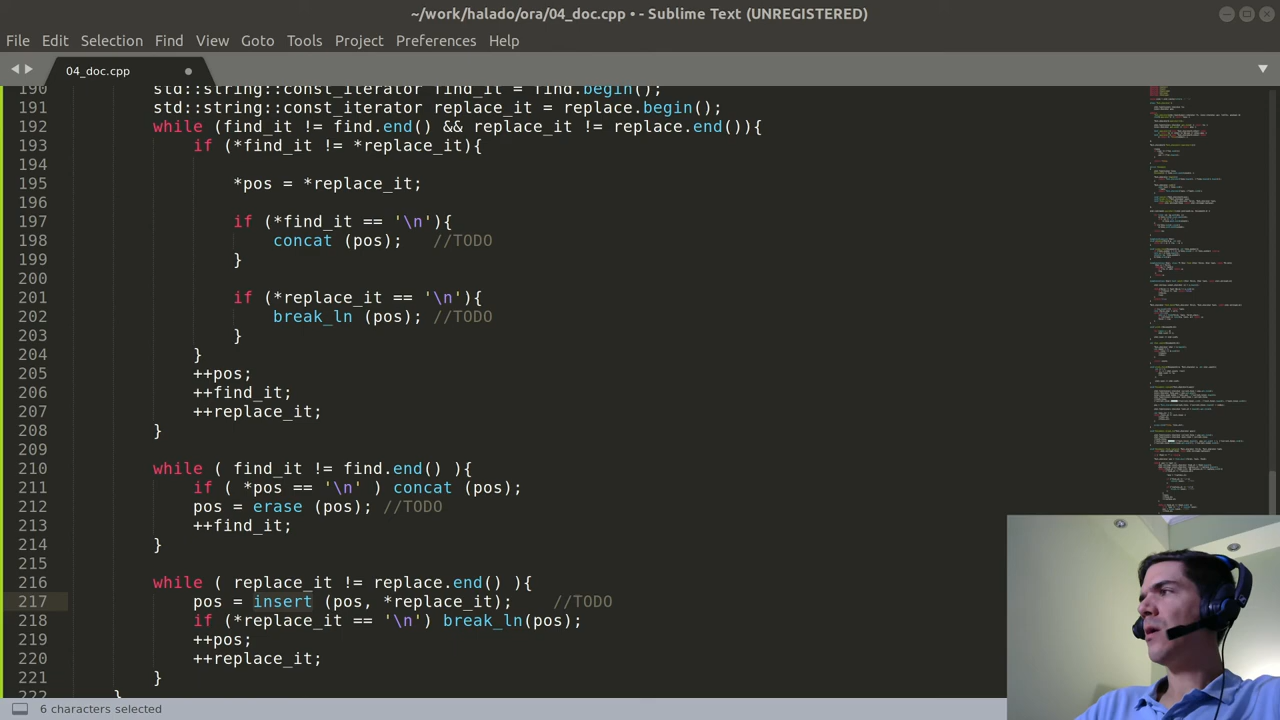 ~/work/halado/ora/04_doc.cpp • - Sublime Text (UNREGISTERED)
File Edit Selection Find View Goto Tools Project Preferences Help
04_doc.cpp
190 std::string::const_iterator find_it = find.begin();
191 std::string::const_iterator replace_it = replace.begin();
192 while (find_it != find.end() && replace_it != replace.end()){
193 if (*find_it != *replace_it){
194
195 *pos = *replace_it;
196
197 if (*find_it == '\n'){
198 concat (pos); //TODO
199 }
200
201 if (*replace_it == '\n'){
202 break_ln (pos); //TODO
203 }
204 }
205 ++pos;
206 ++find_it;
207 ++replace_it;
208 }
209
210 while ( find_it != find.end() ){
211 if ( *pos == '\n' ) concat (pos);
212 pos = erase (pos); //TODO
213 ++find_it;
214 }
215
216 while ( replace_it != replace.end() ){
217 pos = insert (pos, *replace_it); //TODO
218 if (*replace_it == '\n') break_ln(pos);
219 ++pos;
220 ++replace_it;
221 }
222 }
6 characters selected